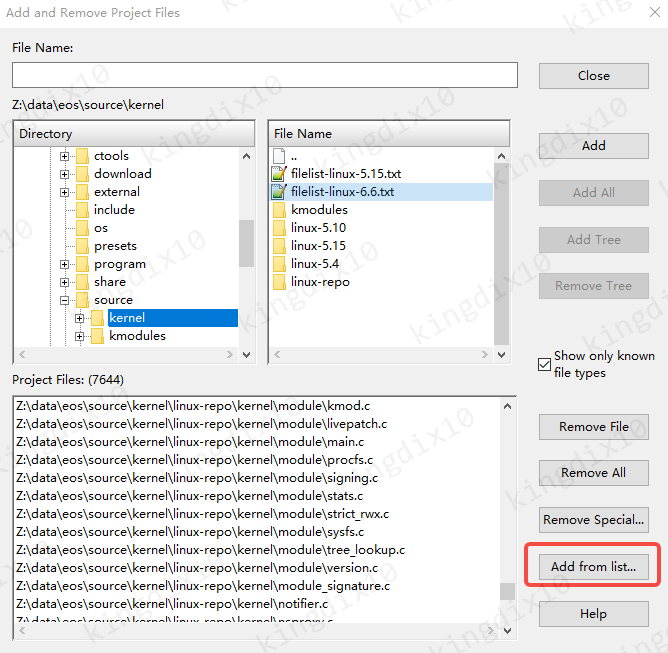 Add and Remove Project Files
File Name:
Close
Z:\data\eos\source\kernel
Directory
ctools
download
external
include
os
presets
program
share
source
kernel
kmodules
File Name
..
filelist-linux-5.15.txt
filelist-linux-6.6.txt
kmodules
linux-5.10
linux-5.15
linux-5.4
linux-repo
Add
Add All
Add Tree
Remove Tree
Show only known
file types
Project Files: (7644)
Z:\data\eos\source\kernel\linux-repo\kernel\module\kmod.c
Z:\data\eos\source\kernel\linux-repo\kernel\module\livepatch.c
Z:\data\eos\source\kernel\linux-repo\kernel\module\main.c
Z:\data\eos\source\kernel\linux-repo\kernel\module\procfs.c
Z:\data\eos\source\kernel\linux-repo\kernel\module\signing.c
Z:\data\eos\source\kernel\linux-repo\kernel\module\stats.c
Z:\data\eos\source\kernel\linux-repo\kernel\module\strict_rwx.c
Z:\data\eos\source\kernel\linux-repo\kernel\module\sysfs.c
Z:\data\eos\source\kernel\linux-repo\kernel\module\tree_lookup.c
Z:\data\eos\source\kernel\linux-repo\kernel\module\version.c
Z:\data\eos\source\kernel\linux-repo\kernel\module_signature.c
Z:\data\eos\source\kernel\linux-repo\kernel\notifier.c
Z:\data\eos\source\kernel\linux-repo\kernel\nsproxy.c
Remove File
Remove All
Remove Special...
Add from list...
Help
kingdix10